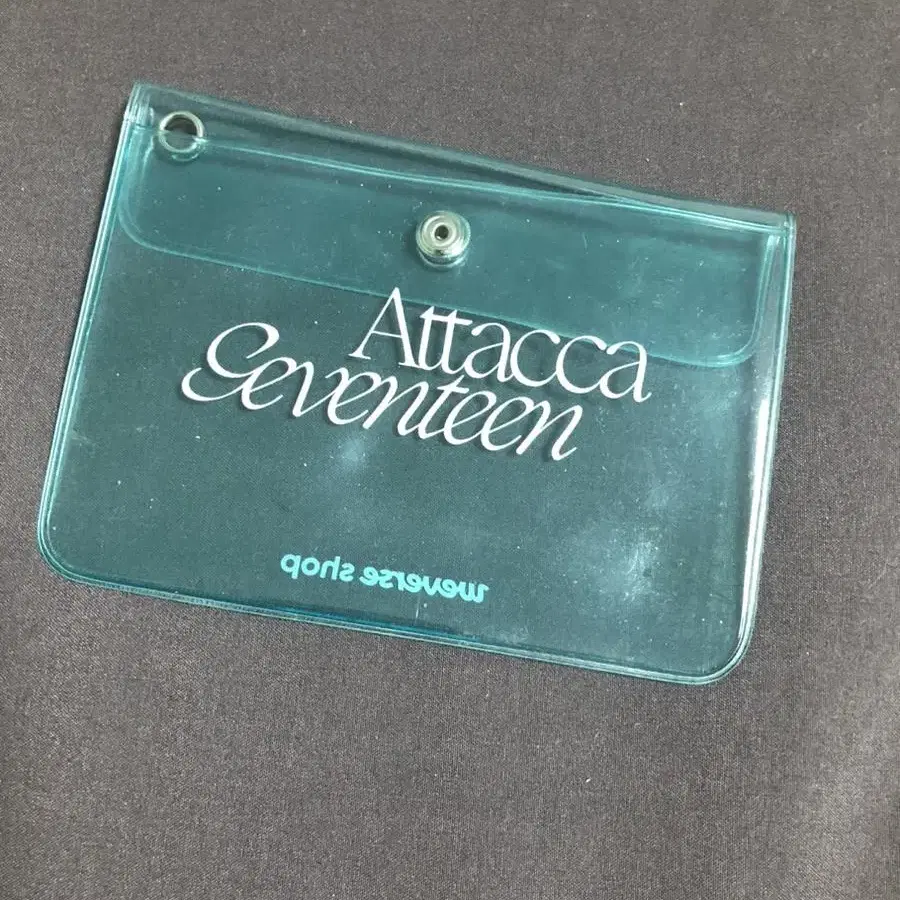 Attacca
Seventeen
weverse shop